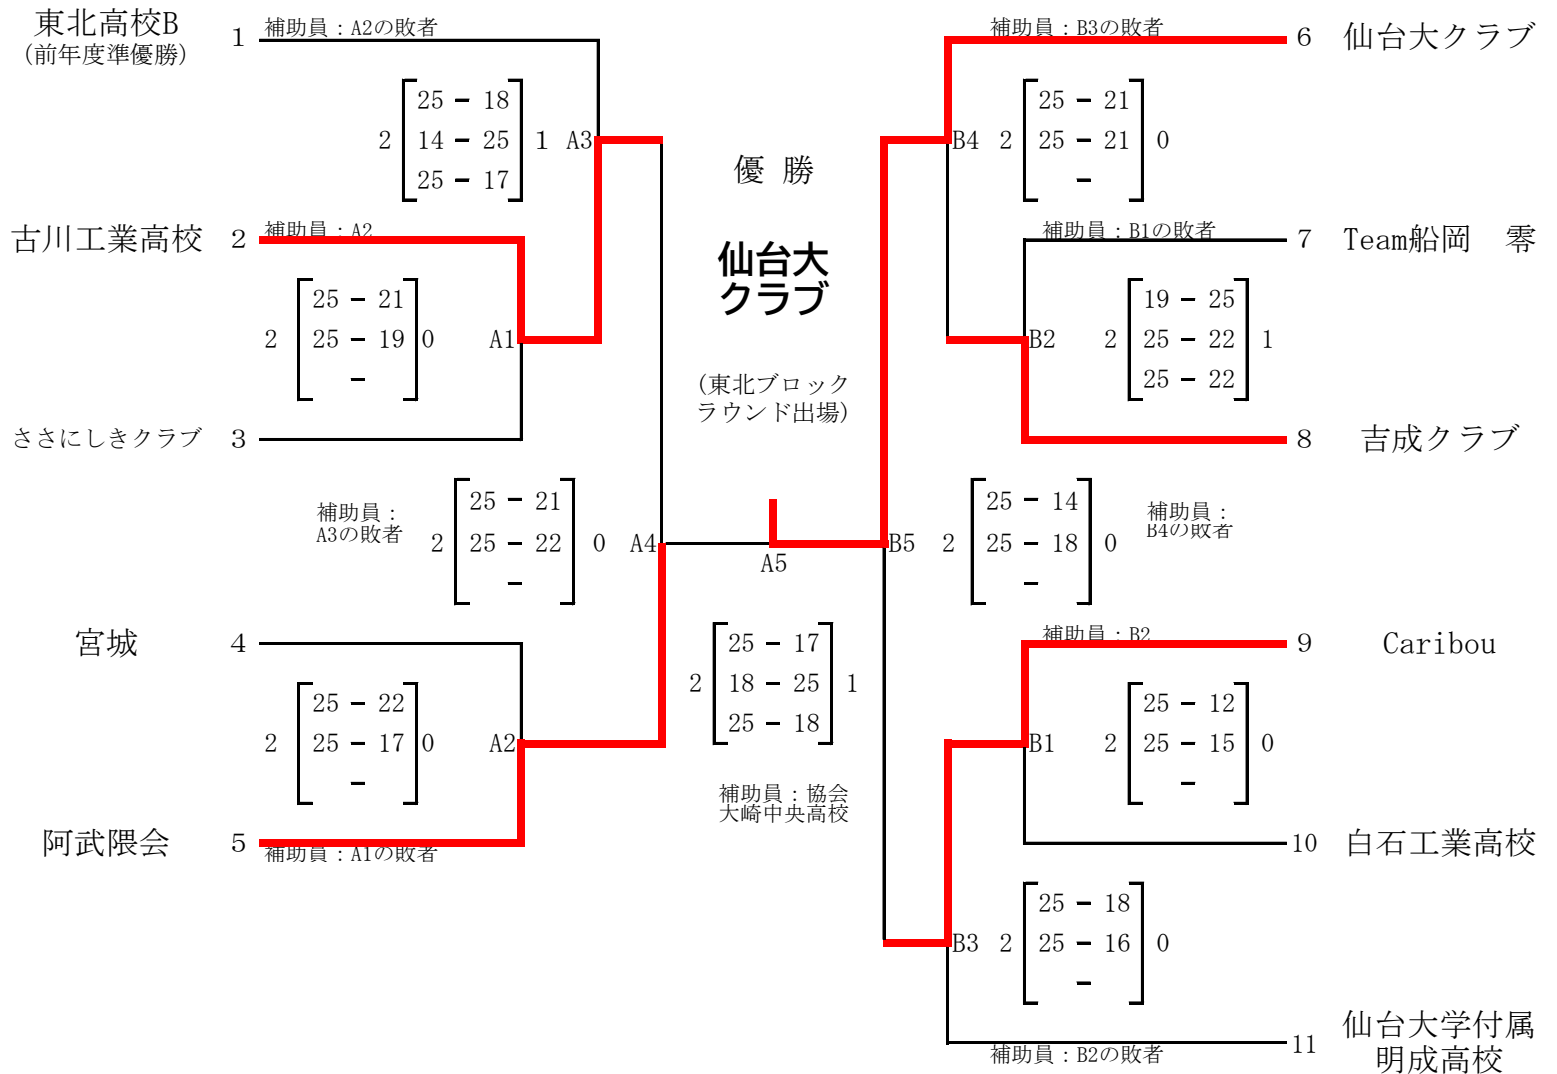 東北高校B
(前年度準優勝)
1
補助員：A2の敗者
補助員：B3の敗者
6
仙台大クラブ
25 - 18
2
14 - 25
1
A3
25 - 17
優 勝
B4
2
25 - 21
25 - 21
0
-
古川工業高校
2
補助員：A2
仙台大
クラブ
補助員：B1の敗者
7
Team船岡　零
25 - 21
2
25 - 19
0
A1
-
19 - 25
B2
2
25 - 22
1
25 - 22
(東北ブロック
ラウンド出場)
ささにしきクラブ
3
8
吉成クラブ
補助員：
A3の敗者
25 - 21
2
25 - 22
0
A4
-
A5
B5
2
25 - 14
25 - 18
0
-
補助員：
B4の敗者
宮城
4
25 - 17
2
18 - 25
1
25 - 18
補助員：B2
9
Caribou
25 - 22
2
25 - 17
0
A2
-
25 - 12
B1
2
25 - 15
0
-
補助員：協会
大崎中央高校
阿武隈会
5
補助員：A1の敗者
10
白石工業高校
25 - 18
B3
2
25 - 16
0
-
補助員：B2の敗者
11
仙台大学付属
明成高校